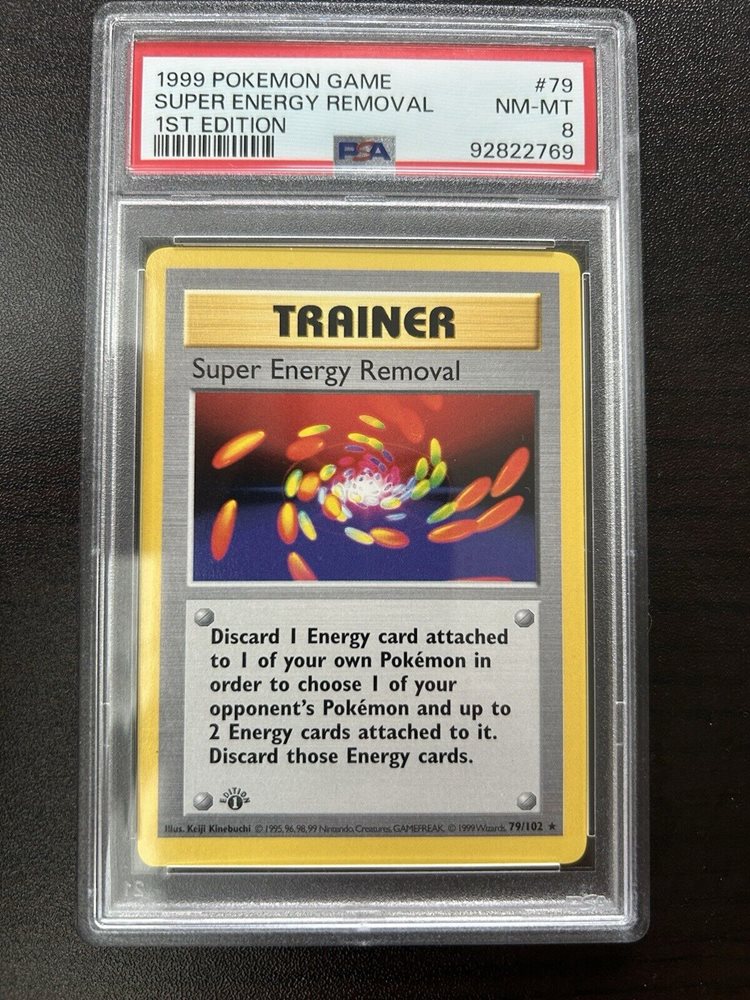 1999 POKEMON GAME #79
SUPER ENERGY REMOVAL NM-MT
1ST EDITION 8
PSA 92822769
TRAINER
Super Energy Removal
Discard 1 Energy card attached
to 1 of your own Pokémon in
order to choose 1 of your
opponent's Pokémon and up to
2 Energy cards attached to it.
Discard those Energy cards.
EDITION 1
Illus. Keiji Kinebuchi © 1995, 96, 98, 99 Nintendo, Creatures, GAMEFREAK. © 1999 Wizards. 79/102 ★